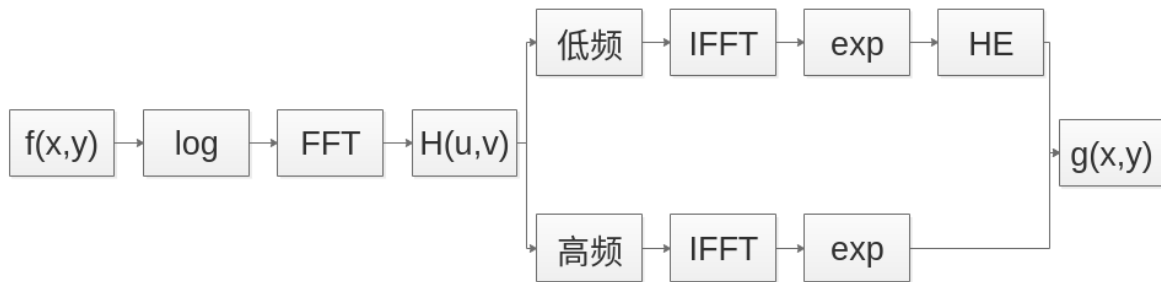 f(x,y)
log
FFT
H(u,v)
低频
IFFT
exp
HE
高频
IFFT
exp
g(x,y)